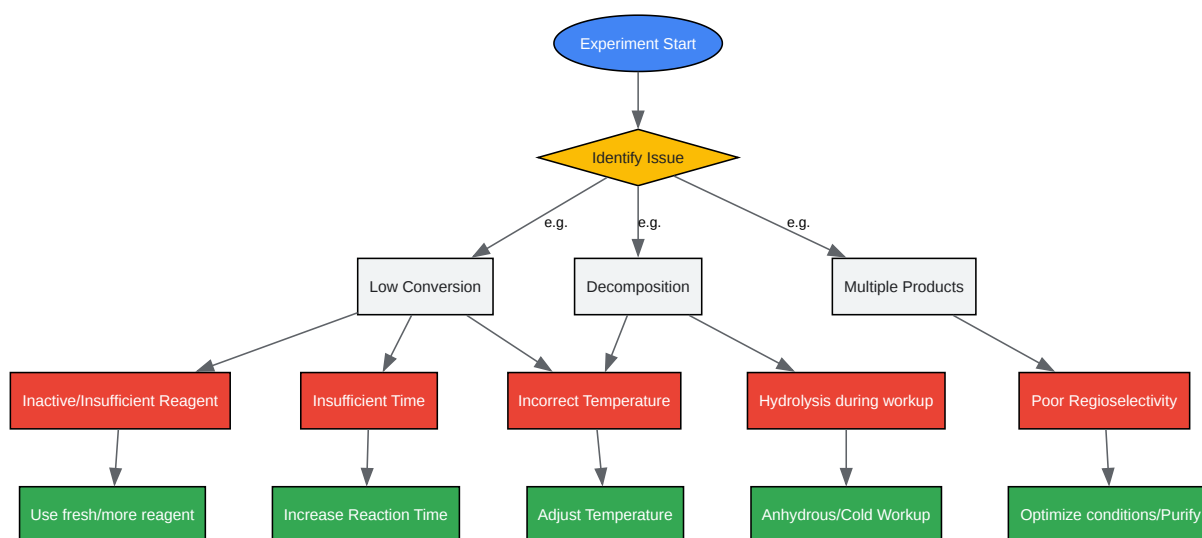 Experiment Start
Identify Issue
e.g.
e.g.
e.g.
Low Conversion
Decomposition
Multiple Products
Inactive/Insufficient Reagent
Insufficient Time
Incorrect Temperature
Hydrolysis during workup
Poor Regioselectivity
Use fresh/more reagent
Increase Reaction Time
Adjust Temperature
Anhydrous/Cold Workup
Optimize conditions/Purify